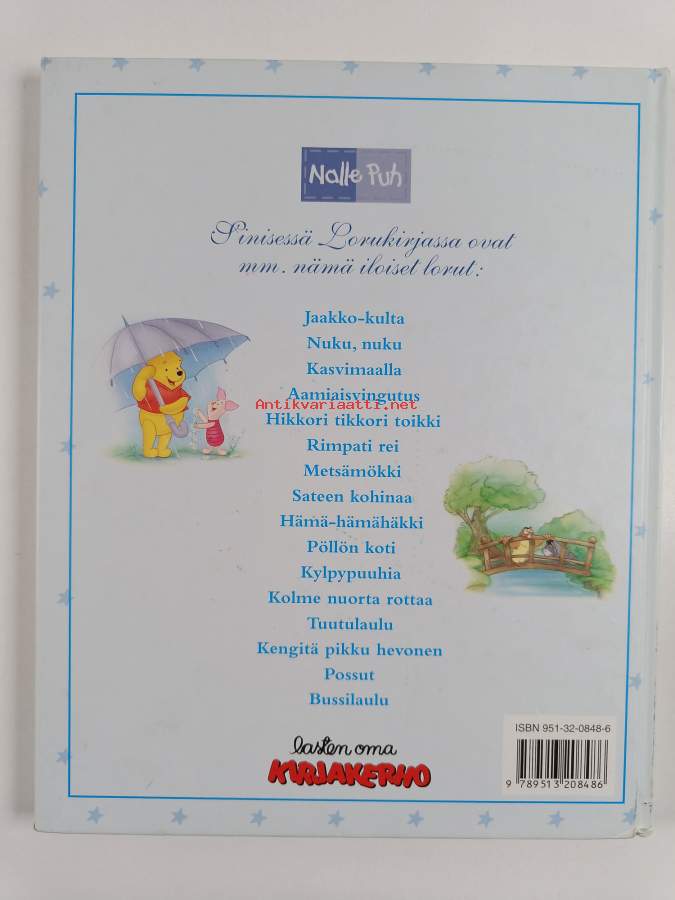 Nalle Puh
Sinisessä Lorukirjassa ovat
mm. nämä iloiset lorut:
Jaakko-kulta
Nuku, nuku
Kasvimaalla
Aamiaisvingutus
Antikvariaatti.net
Hikkori tikkori toikki
Rimpati rei
Metsämökki
Sateen kohinaa
Hämä-hämähäkki
Pöllön koti
Kylpypuuhia
Kolme nuorta rottaa
Tuutulaulu
Kengitä pikku hevonen
Possut
Bussilaulu
ISBN 951-32-0848-6
lasten oma
KIRJAKERHO
9 789513 208486